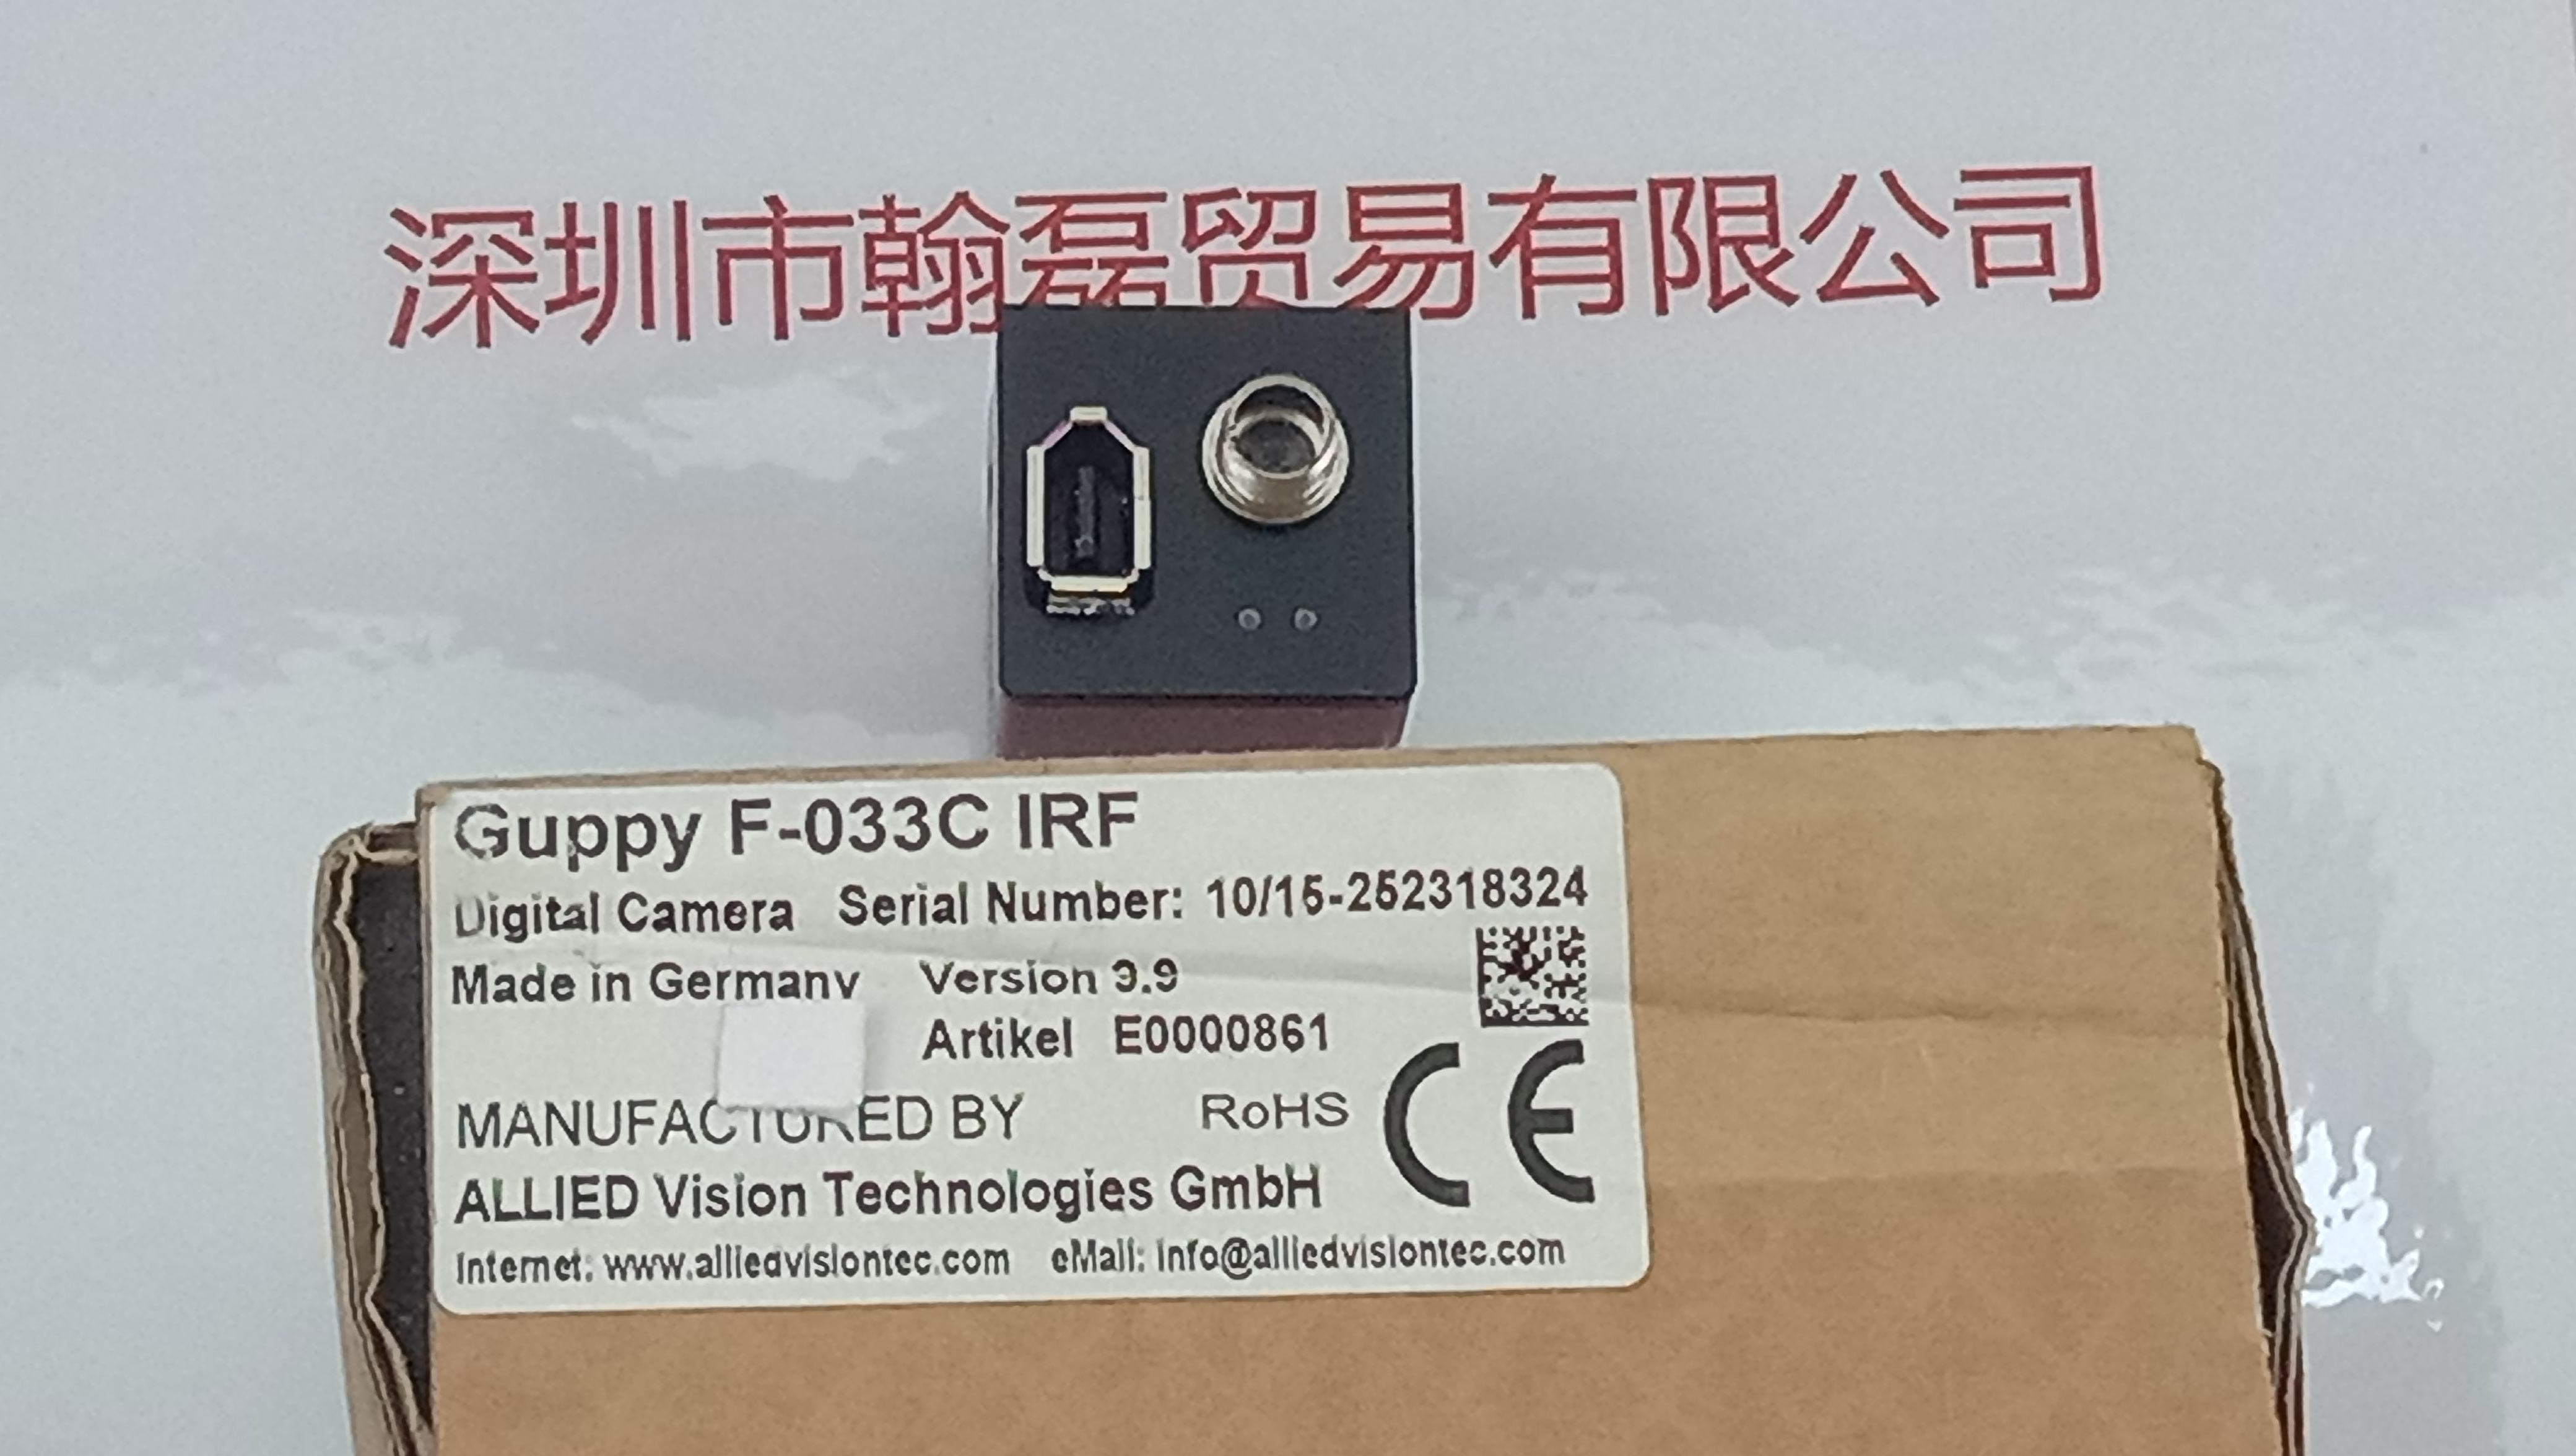 深圳市翰磊贸易有限公司
Guppy F-033C IRF
Digital Camera Serial Number: 10/15-252318324
Made in Germany Version 9.9
Artikel E0000861
MANUFACTURED BY RoHS CE
ALLIED Vision Technologies GmbH
Internet: www.alliedvisiontec.com eMail: info@alliedvisiontec.com